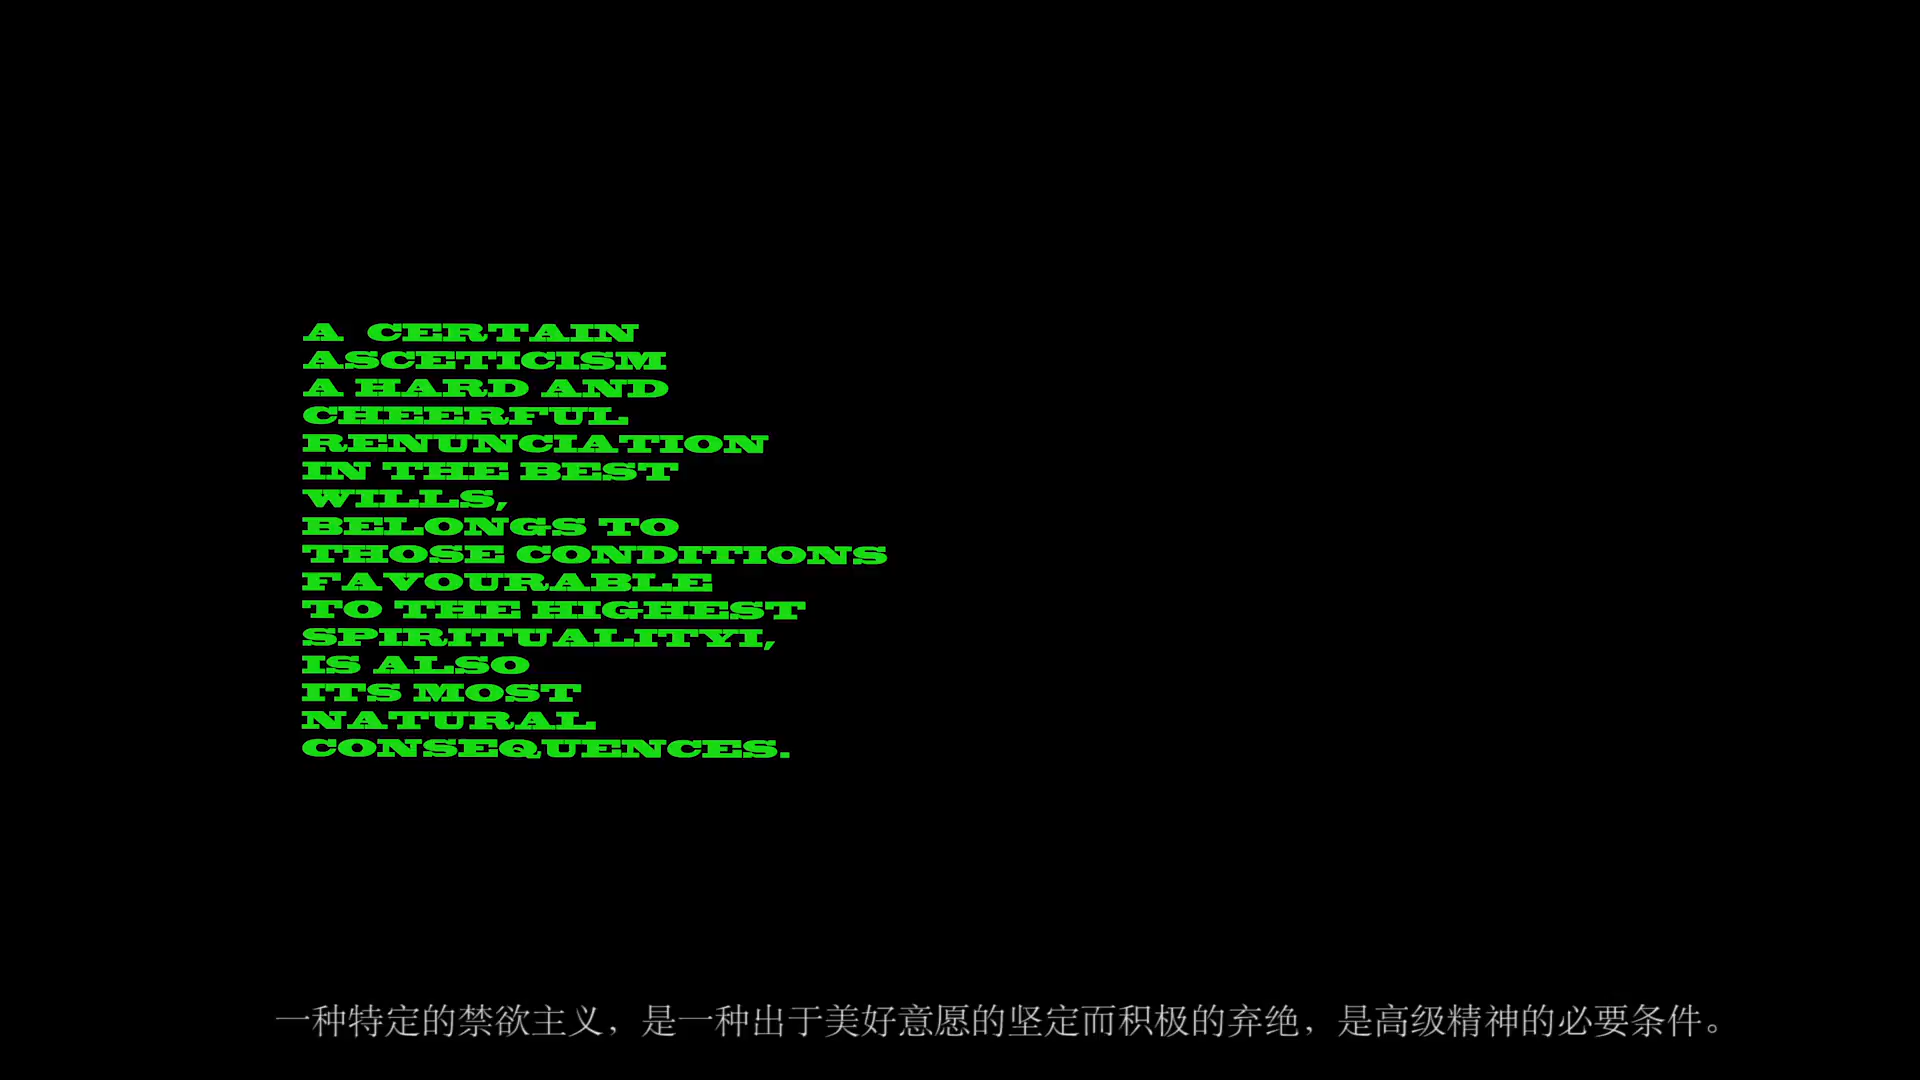 A CERTAIN
ASCETICISM
A HARD AND
CHEERFUL
RENUNCIATION
IN THE BEST
WILLS,
BELONGS TO
THOSE CONDITIONS
FAVOURABLE
TO THE HIGHEST
SPIRITUALITYI,
IS ALSO
ITS MOST
NATURAL
CONSEQUENCES.
一种特定的禁欲主义，是一种出于美好意愿的坚定而积极的弃绝，是高级精神的必要条件。